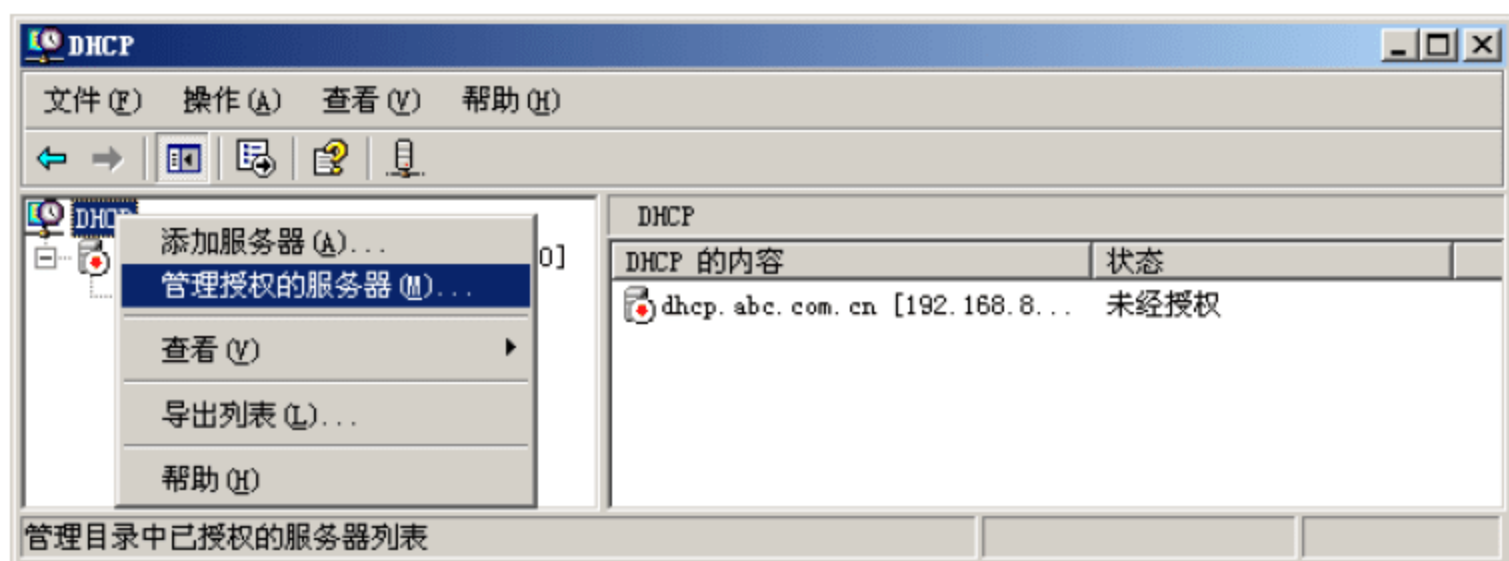 DHCP
文件(F) 操作(A) 查看(V) 帮助(H)
DHCP
添加服务器(A)...
0]
管理授权的服务器(M)...
查看(V)
导出列表(L)...
帮助(H)
DHCP
DHCP 的内容 状态
dhcp.abc.com.cn [192.168.8... 未经授权
管理目录中已授权的服务器列表